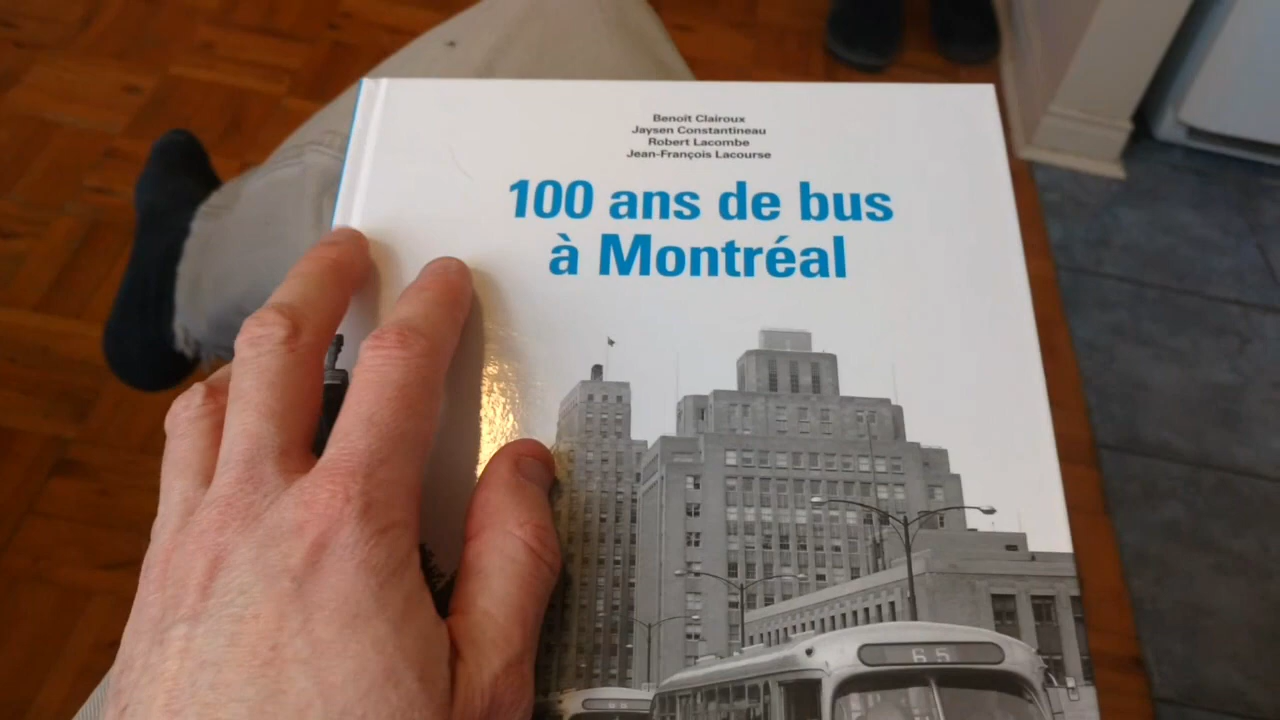 Benoît Clairoux
Jaysen Constantineau
Robert Lacombe
Jean-François Lacourse
100 ans de bus
à Montréal
65